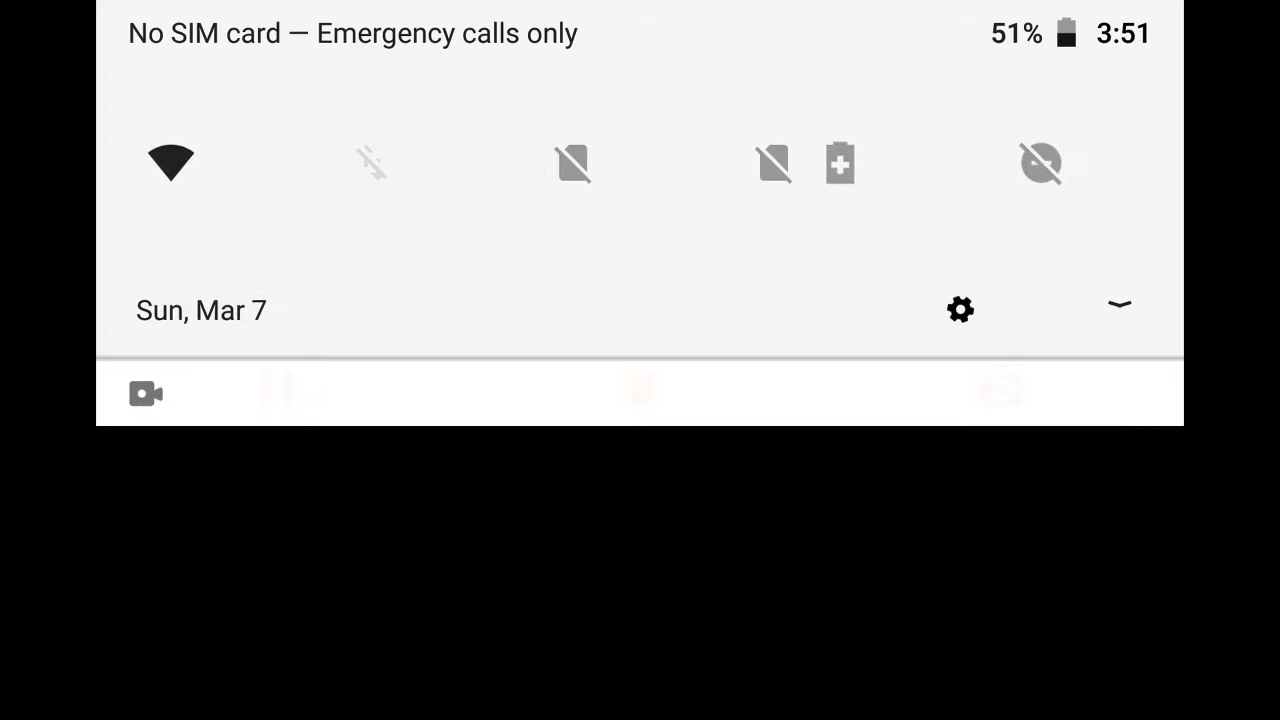 No SIM card — Emergency calls only 51% 3:51
Sun, Mar 7